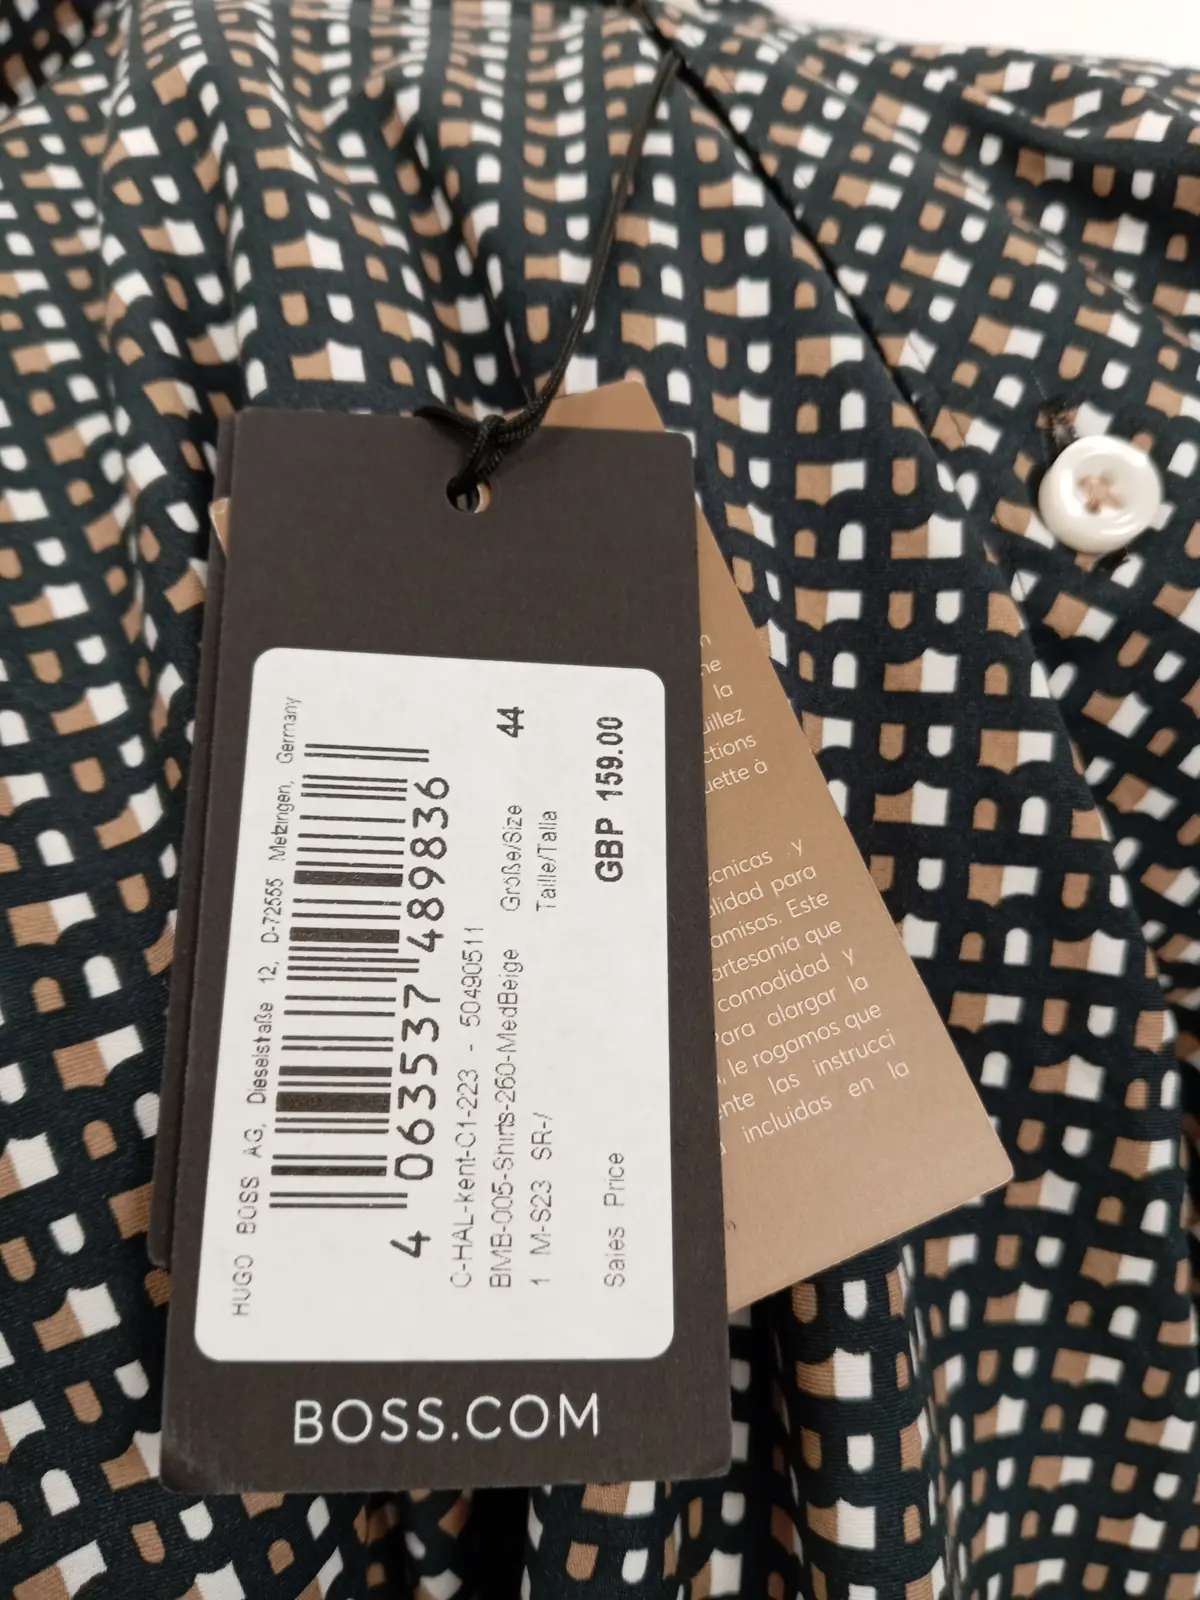 HUGO BOSS AG, Dieselstaße 12, D-72555 Metzingen, Germany
4 063537 489836
C-HAL-kent-C1-223 - 50490511
BMB-005-Shirts-260-MedBeige Größe/Size 44
1 M-S23 SR-/ Taille/Talla
Sales Price GBP 159.00
BOSS.COM
la
uillez
ctions
uette à
écnicas y
alidad para
amisas. Este
artesanía que
comodidad y
Para alargar la
, le rogamos que
ente las instrucci
incluidas en la